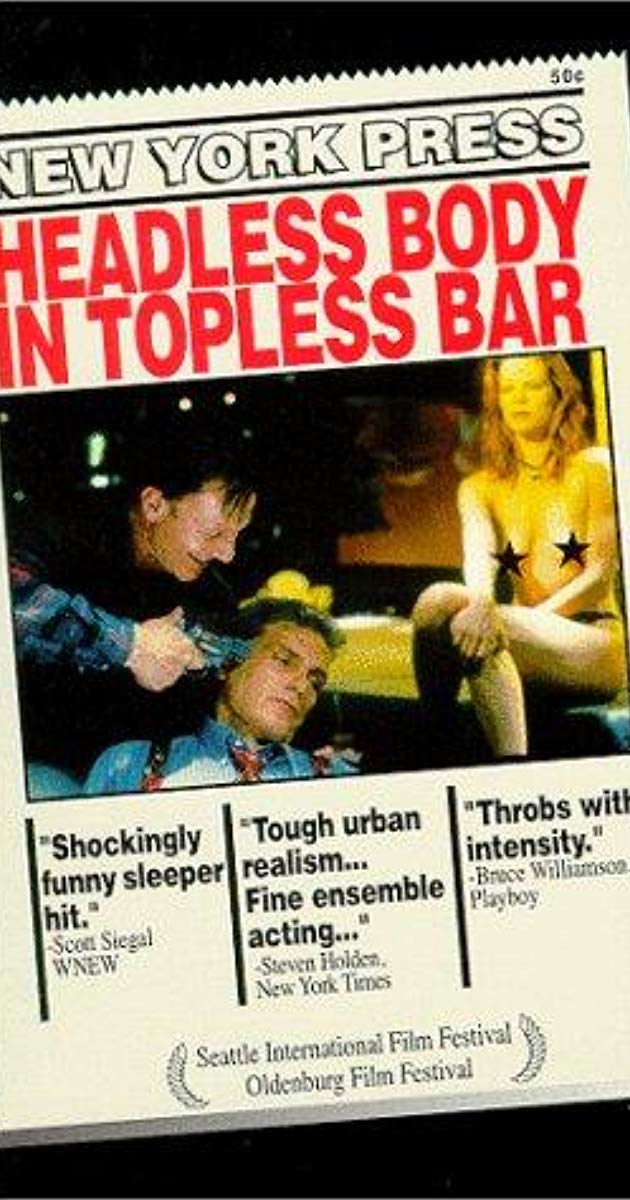 50¢
NEW YORK PRESS
HEADLESS BODY
IN TOPLESS BAR
"Shockingly
funny sleeper
hit."
-Scott Siegal
WNEW
"Tough urban
realism...
Fine ensemble
acting..."
-Steven Holden,
New York Times
"Throbs with
intensity."
-Bruce Williamson,
Playboy
Seattle International Film Festival
Oldenburg Film Festival